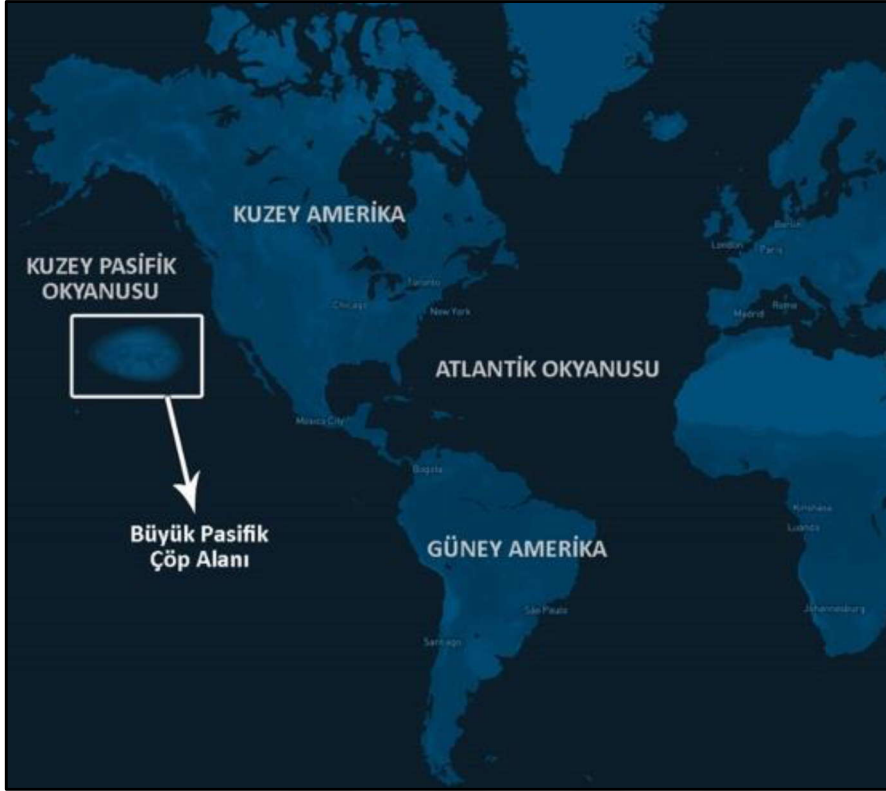 KUZEY AMERİKA
KUZEY PASİFİK
OKYANUSU
ATLANTİK OKYANUSU
GÜNEY AMERİKA
Büyük Pasifik
Çöp Alanı
Berlin
London
Paris
Toronto
Chicago
New York
Madrid
Roma
Mexico City
Bogota
Kinshasa
Luanda
São Paulo
Johannesburg
Santiago